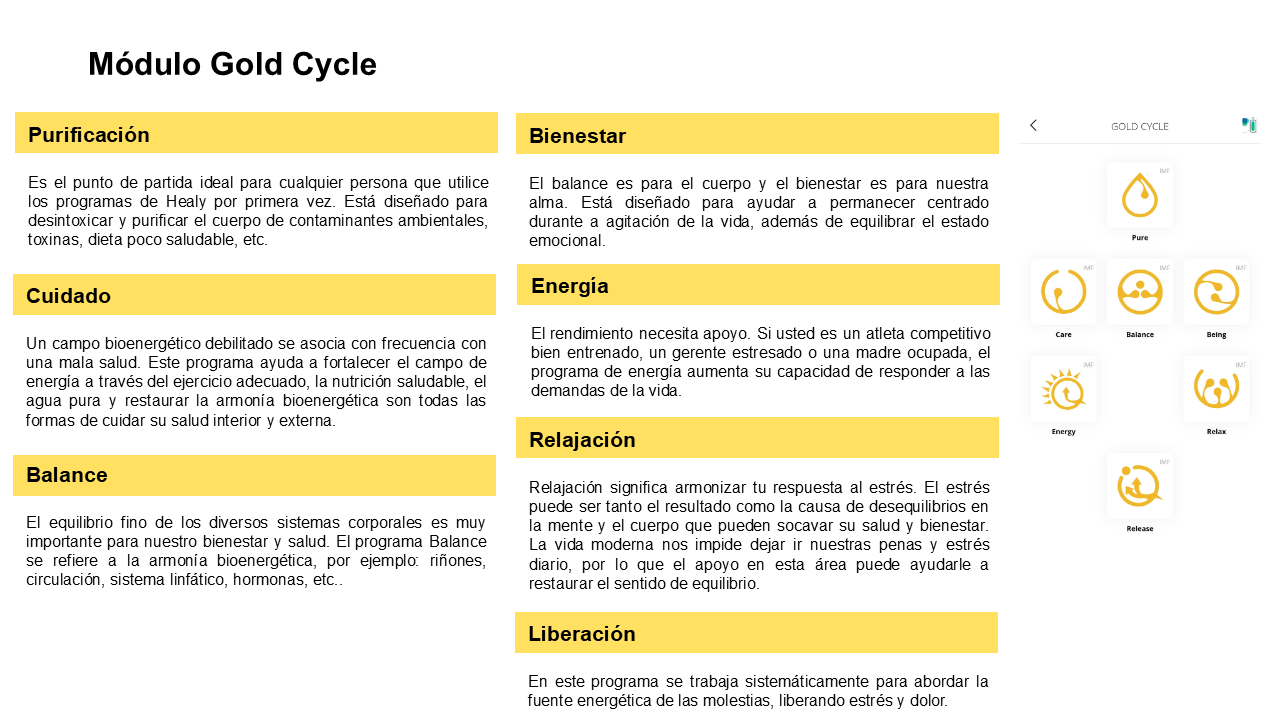 Módulo Gold Cycle
Purificación
Es el punto de partida ideal para cualquier persona que utilice
los programas de Healy por primera vez. Está diseñado para
desintoxicar y purificar el cuerpo de contaminantes ambientales,
toxinas, dieta poco saludable, etc.
Cuidado
Un campo bioenergético debilitado se asocia con frecuencia con
una mala salud. Este programa ayuda a fortalecer el campo de
energía a través del ejercicio adecuado, la nutrición saludable, el
agua pura y restaurar la armonía bioenergética son todas las
formas de cuidar su salud interior y externa.
Balance
El equilibrio fino de los diversos sistemas corporales es muy
importante para nuestro bienestar y salud. El programa Balance
se refiere a la armonía bioenergética, por ejemplo: riñones,
circulación, sistema linfático, hormonas, etc..
Bienestar
El balance es para el cuerpo y el bienestar es para nuestra
alma. Está diseñado para ayudar a permanecer centrado
durante a agitación de la vida, además de equilibrar el estado
emocional.
Energía
El rendimiento necesita apoyo. Si usted es un atleta competitivo
bien entrenado, un gerente estresado o una madre ocupada, el
programa de energía aumenta su capacidad de responder a las
demandas de la vida.
Relajación
Relajación significa armonizar tu respuesta al estrés. El estrés
puede ser tanto el resultado como la causa de desequilibrios en
la mente y el cuerpo que pueden socavar su salud y bienestar.
La vida moderna nos impide dejar ir nuestras penas y estrés
diario, por lo que el apoyo en esta área puede ayudarle a
restaurar el sentido de equilibrio.
Liberación
En este programa se trabaja sistemáticamente para abordar la
fuente energética de las molestias, liberando estrés y dolor.
GOLD CYCLE
IMF
Pure
IMF
IMF
IMF
Care
Balance
Being
IMF
IMF
Energy
Relax
IMF
Release